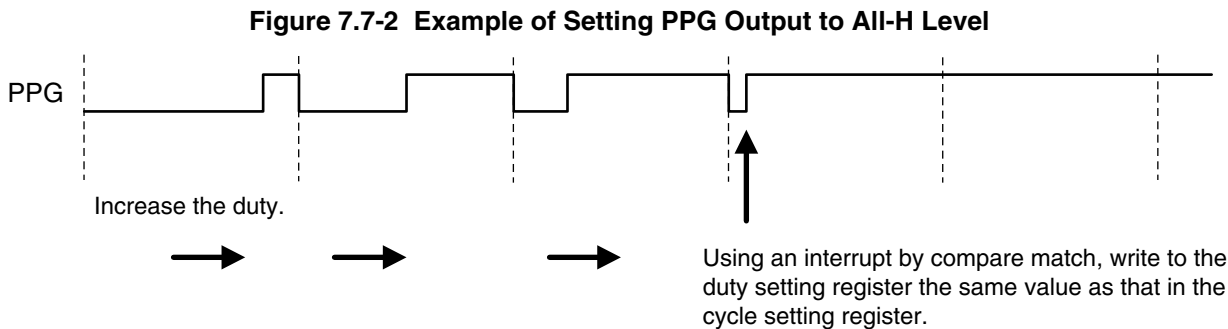 Figure 7.7-2 Example of Setting PPG Output to All-H Level
PPG
Increase the duty.
Using an interrupt by compare match, write to the
duty setting register the same value as that in the
cycle setting register.